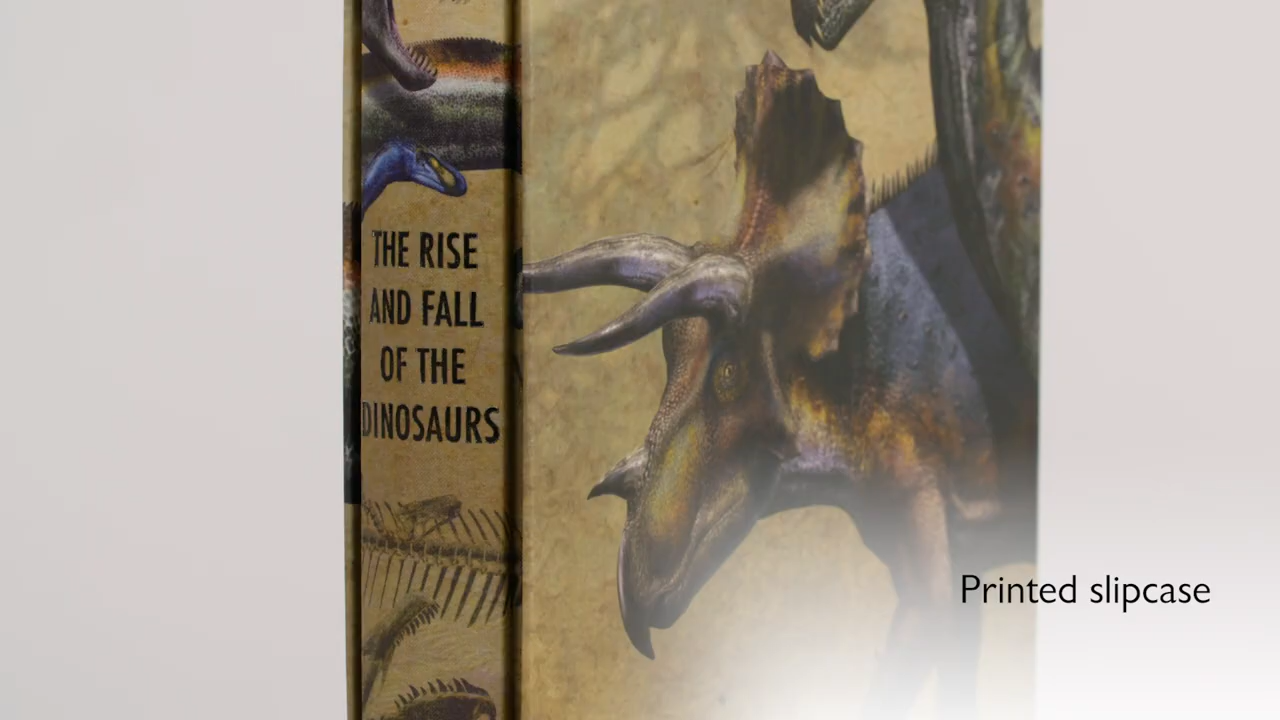 THE RISE
AND FALL
OF THE
DINOSAURS
Printed slipcase